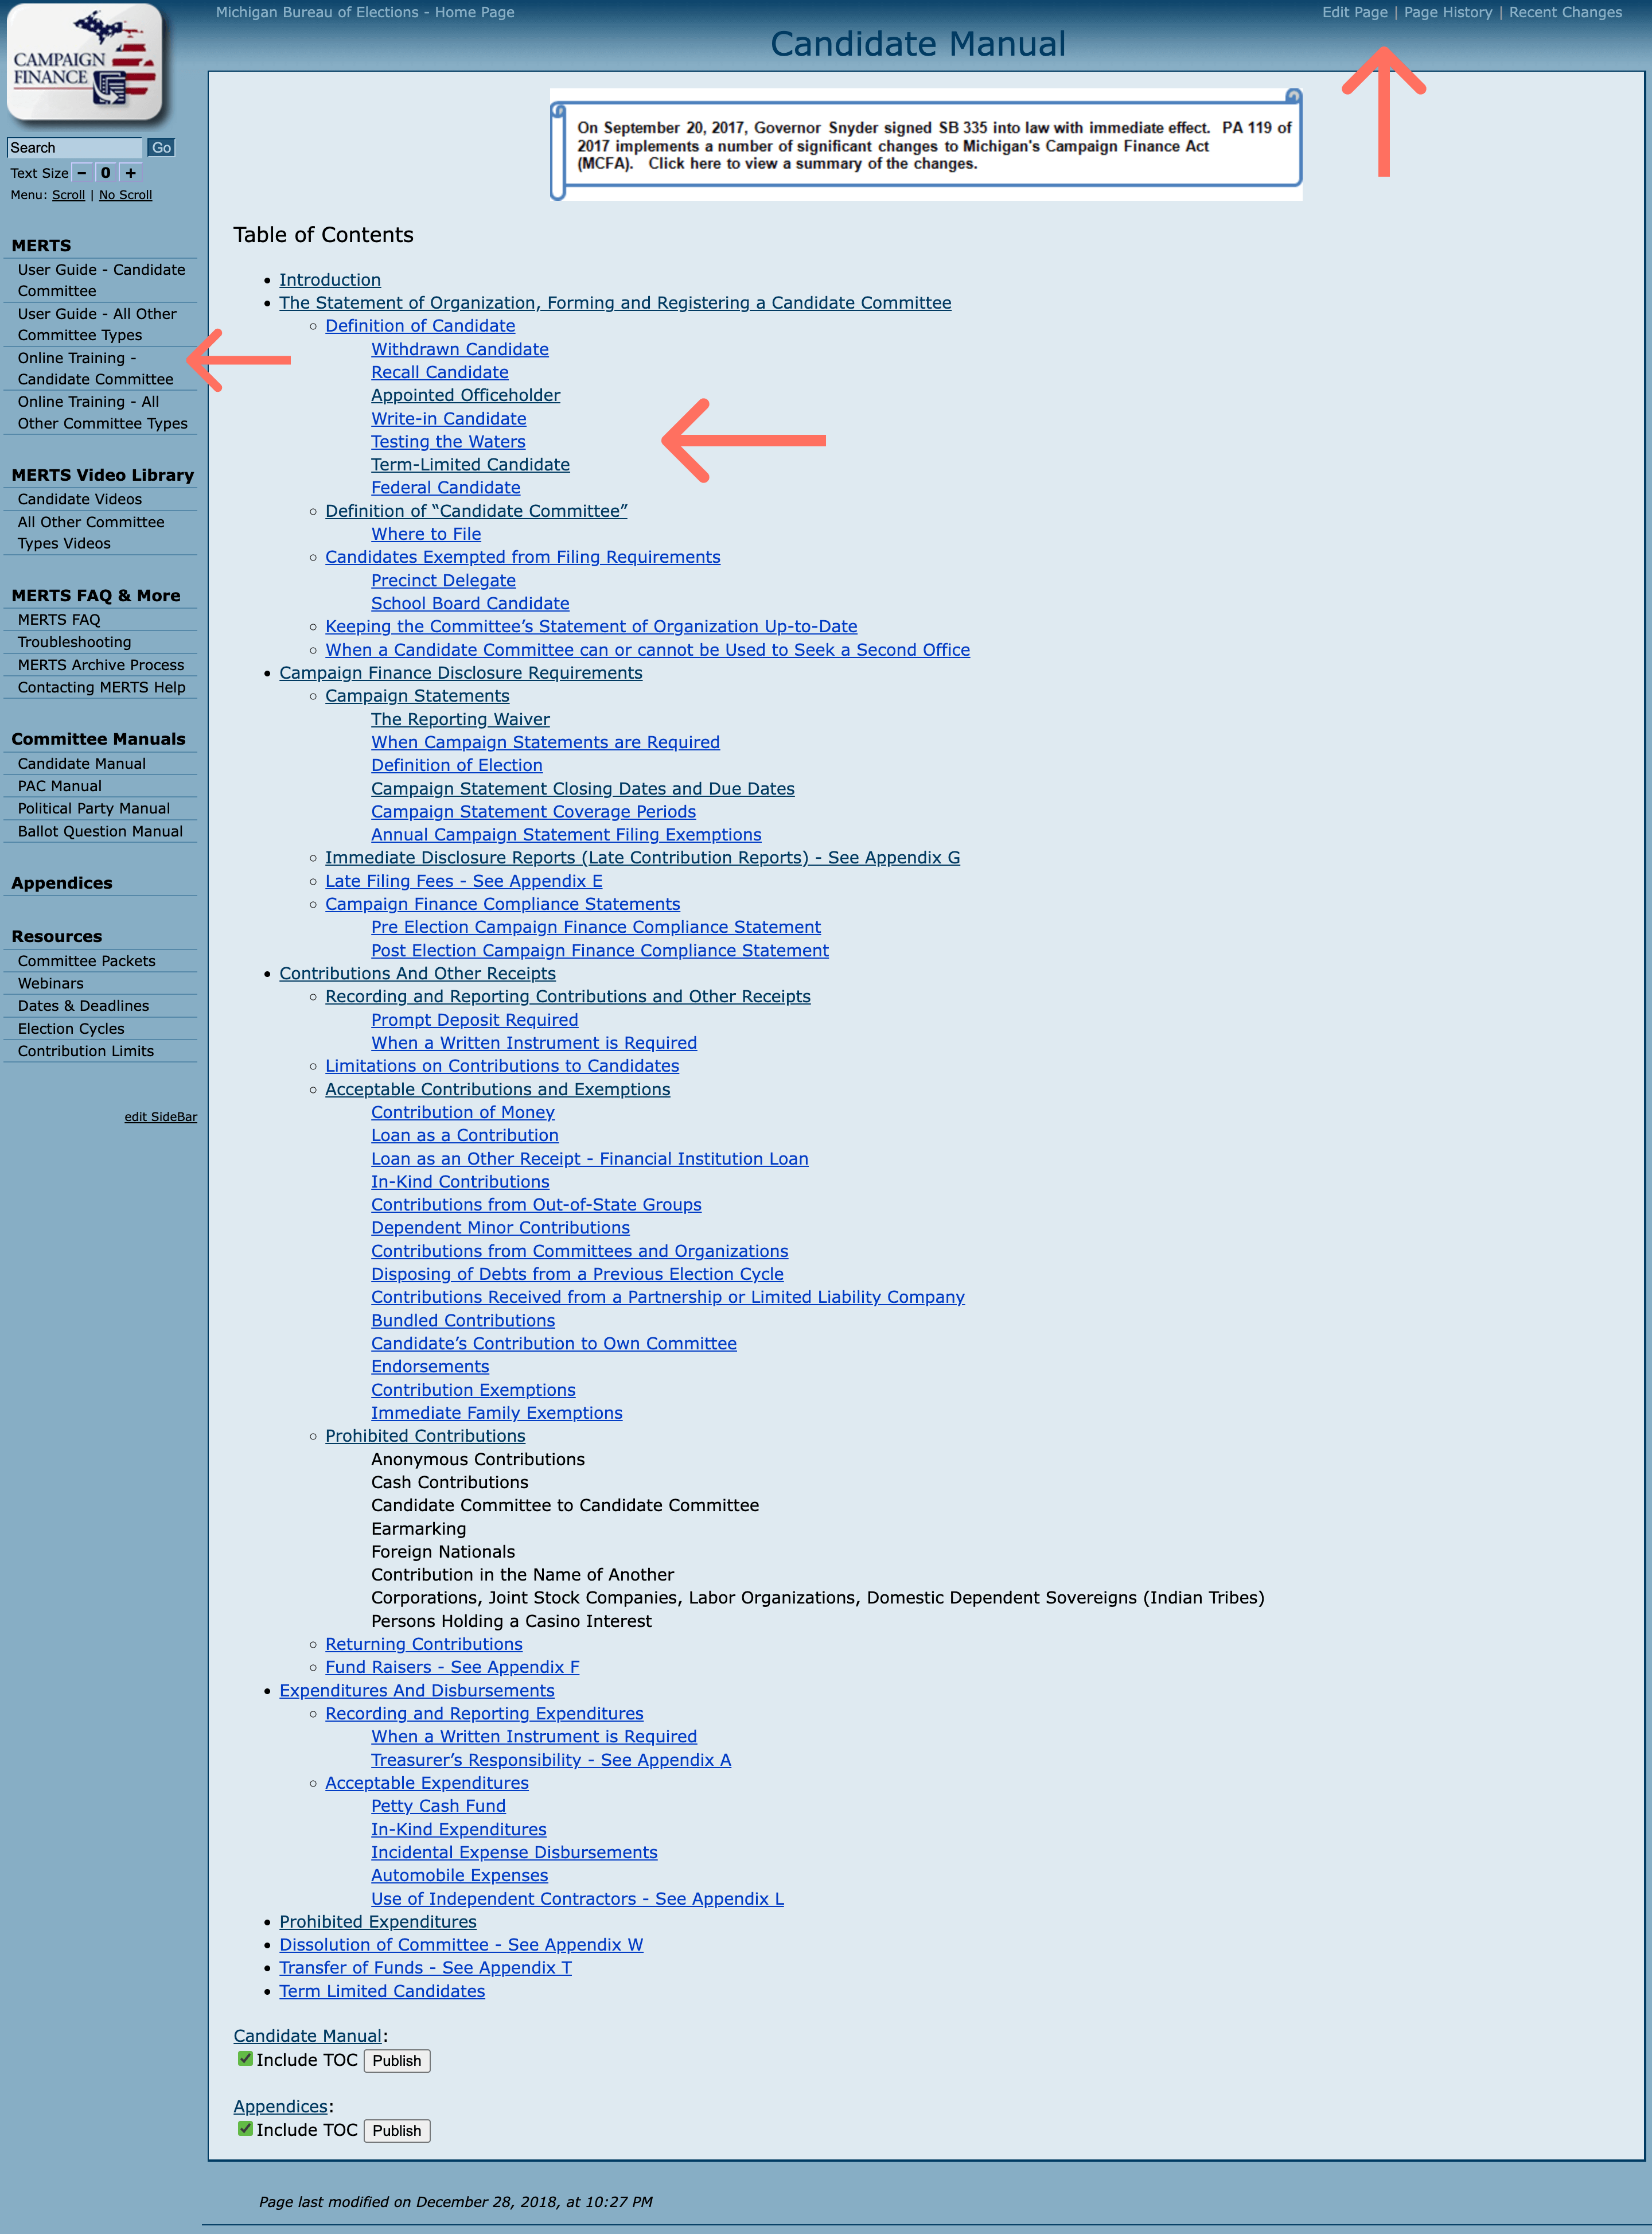 Michigan Bureau of Elections - Home Page
Edit Page | Page History | Recent Changes
Candidate Manual
CAMPAIGN
FINANCE
Search Go
Text Size - 0 +
Menu: Scroll | No Scroll
MERTS
User Guide - Candidate
Committee
User Guide - All Other
Committee Types
Online Training -
Candidate Committee
Online Training - All
Other Committee Types
MERTS Video Library
Candidate Videos
All Other Committee
Types Videos
MERTS FAQ & More
MERTS FAQ
Troubleshooting
MERTS Archive Process
Contacting MERTS Help
Committee Manuals
Candidate Manual
PAC Manual
Political Party Manual
Ballot Question Manual
Appendices
Resources
Committee Packets
Webinars
Dates & Deadlines
Election Cycles
Contribution Limits
edit SideBar
On September 20, 2017, Governor Snyder signed SB 335 into law with immediate effect. PA 119 of
2017 implements a number of significant changes to Michigan's Campaign Finance Act
(MCFA). Click here to view a summary of the changes.
Table of Contents
• Introduction
• The Statement of Organization, Forming and Registering a Candidate Committee
◦ Definition of Candidate
Withdrawn Candidate
Recall Candidate
Appointed Officeholder
Write-in Candidate
Testing the Waters
Term-Limited Candidate
Federal Candidate
◦ Definition of “Candidate Committee”
Where to File
◦ Candidates Exempted from Filing Requirements
Precinct Delegate
School Board Candidate
◦ Keeping the Committee’s Statement of Organization Up-to-Date
◦ When a Candidate Committee can or cannot be Used to Seek a Second Office
• Campaign Finance Disclosure Requirements
◦ Campaign Statements
The Reporting Waiver
When Campaign Statements are Required
Definition of Election
Campaign Statement Closing Dates and Due Dates
Campaign Statement Coverage Periods
Annual Campaign Statement Filing Exemptions
◦ Immediate Disclosure Reports (Late Contribution Reports) - See Appendix G
◦ Late Filing Fees - See Appendix E
◦ Campaign Finance Compliance Statements
Pre Election Campaign Finance Compliance Statement
Post Election Campaign Finance Compliance Statement
• Contributions And Other Receipts
◦ Recording and Reporting Contributions and Other Receipts
Prompt Deposit Required
When a Written Instrument is Required
◦ Limitations on Contributions to Candidates
◦ Acceptable Contributions and Exemptions
Contribution of Money
Loan as a Contribution
Loan as an Other Receipt - Financial Institution Loan
In-Kind Contributions
Contributions from Out-of-State Groups
Dependent Minor Contributions
Contributions from Committees and Organizations
Disposing of Debts from a Previous Election Cycle
Contributions Received from a Partnership or Limited Liability Company
Bundled Contributions
Candidate’s Contribution to Own Committee
Endorsements
Contribution Exemptions
Immediate Family Exemptions
◦ Prohibited Contributions
Anonymous Contributions
Cash Contributions
Candidate Committee to Candidate Committee
Earmarking
Foreign Nationals
Contribution in the Name of Another
Corporations, Joint Stock Companies, Labor Organizations, Domestic Dependent Sovereigns (Indian Tribes)
Persons Holding a Casino Interest
◦ Returning Contributions
◦ Fund Raisers - See Appendix F
• Expenditures And Disbursements
◦ Recording and Reporting Expenditures
When a Written Instrument is Required
Treasurer’s Responsibility - See Appendix A
◦ Acceptable Expenditures
Petty Cash Fund
In-Kind Expenditures
Incidental Expense Disbursements
Automobile Expenses
Use of Independent Contractors - See Appendix L
• Prohibited Expenditures
• Dissolution of Committee - See Appendix W
• Transfer of Funds - See Appendix T
• Term Limited Candidates
Candidate Manual:
Include TOC Publish
Appendices:
Include TOC Publish
Page last modified on December 28, 2018, at 10:27 PM